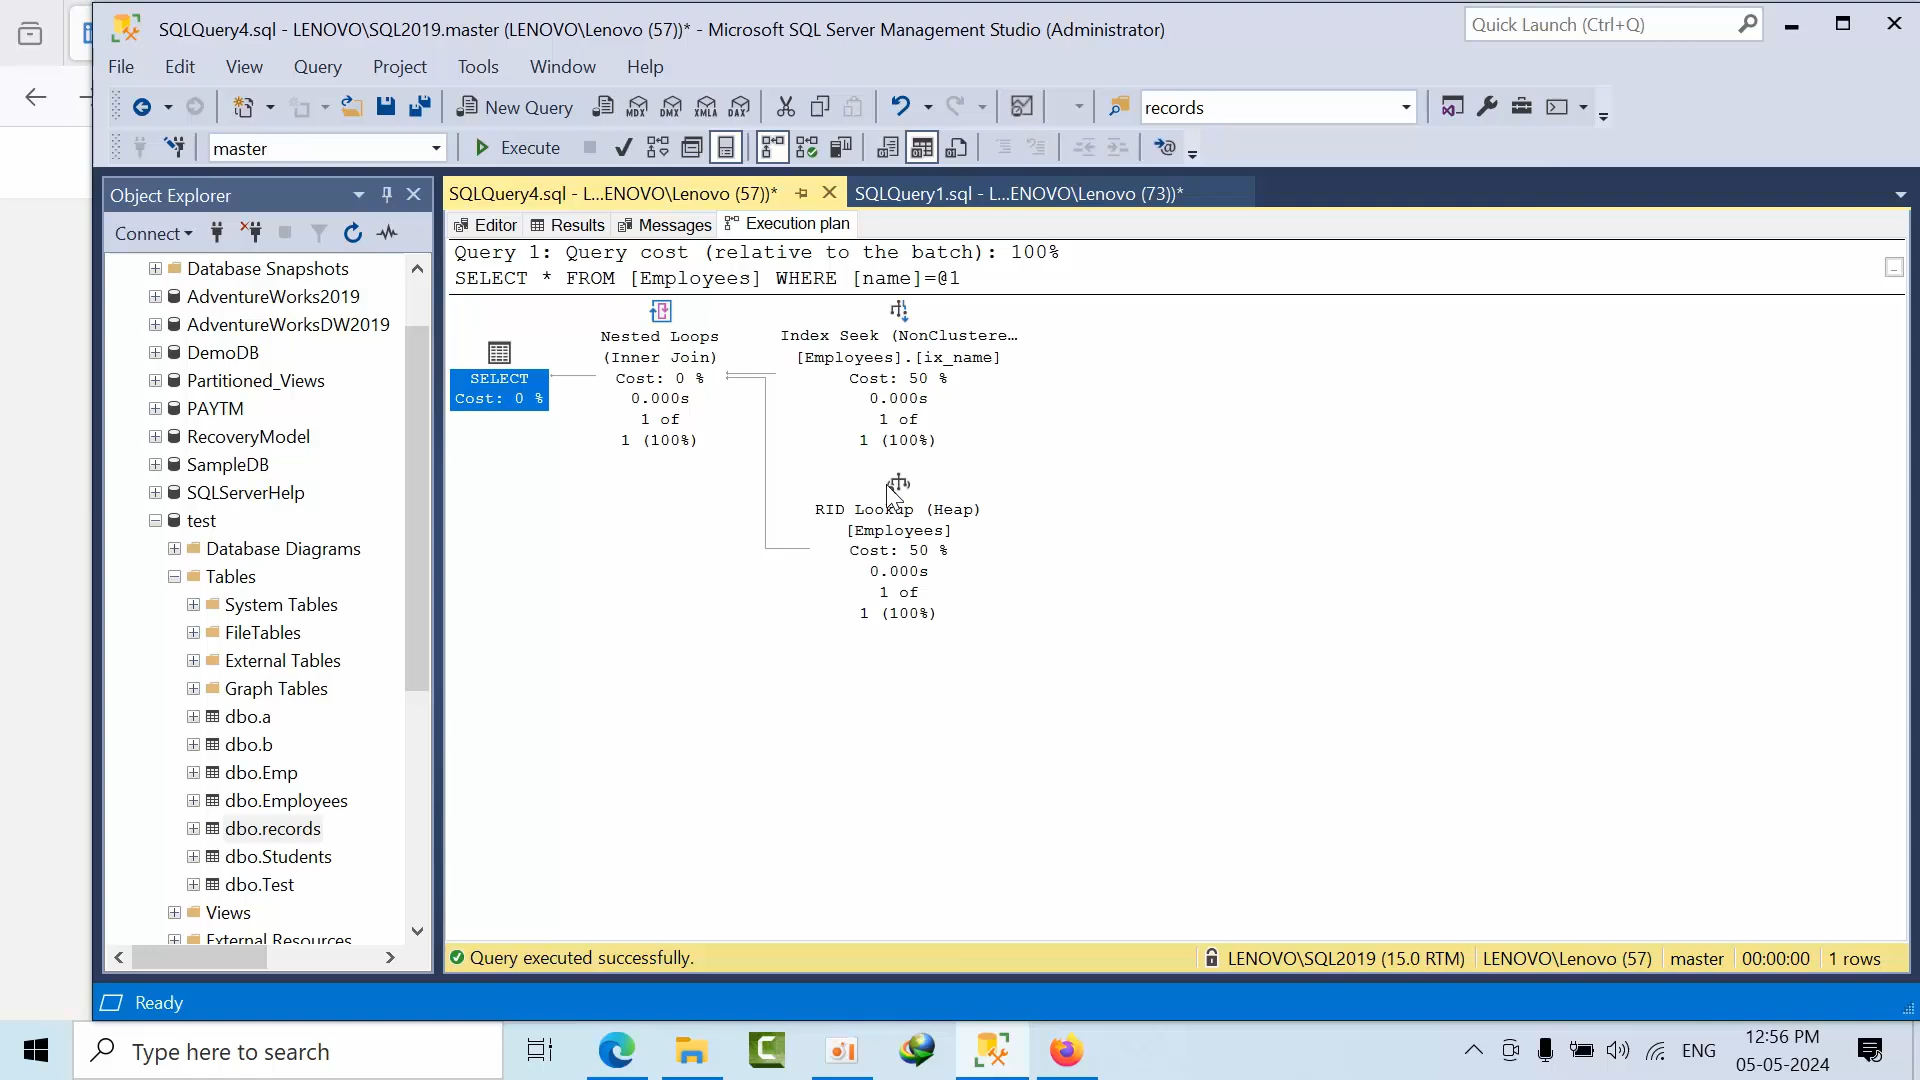 SQLQuery4.sql - LENOVO\SQL2019.master (LENOVO\Lenovo (57))* - Microsoft SQL Server Management Studio (Administrator)
Quick Launch (Ctrl+Q)
File Edit View Query Project Tools Window Help
New Query
MDX DMX XMLA DAX
records
master
Execute
Object Explorer
SQLQuery4.sql - L...ENOVO\Lenovo (57))*
SQLQuery1.sql - L...ENOVO\Lenovo (73))*
Connect
Editor Results Messages Execution plan
Query 1: Query cost (relative to the batch): 100%
SELECT * FROM [Employees] WHERE [name]=@1
SELECT
Cost: 0 %
Nested Loops
(Inner Join)
Cost: 0 %
0.000s
1 of
1 (100%)
Index Seek (NonClustere...
[Employees].[ix_name]
Cost: 50 %
0.000s
1 of
1 (100%)
RID Lookup (Heap)
[Employees]
Cost: 50 %
0.000s
1 of
1 (100%)
Database Snapshots
AdventureWorks2019
AdventureWorksDW2019
DemoDB
Partitioned_Views
PAYTM
RecoveryModel
SampleDB
SQLServerHelp
test
Database Diagrams
Tables
System Tables
FileTables
External Tables
Graph Tables
dbo.a
dbo.b
dbo.Emp
dbo.Employees
dbo.records
dbo.Students
dbo.Test
Views
External Resources
Query executed successfully.
LENOVO\SQL2019 (15.0 RTM) LENOVO\Lenovo (57) master 00:00:00 1 rows
Ready
Type here to search
ENG
12:56 PM
05-05-2024